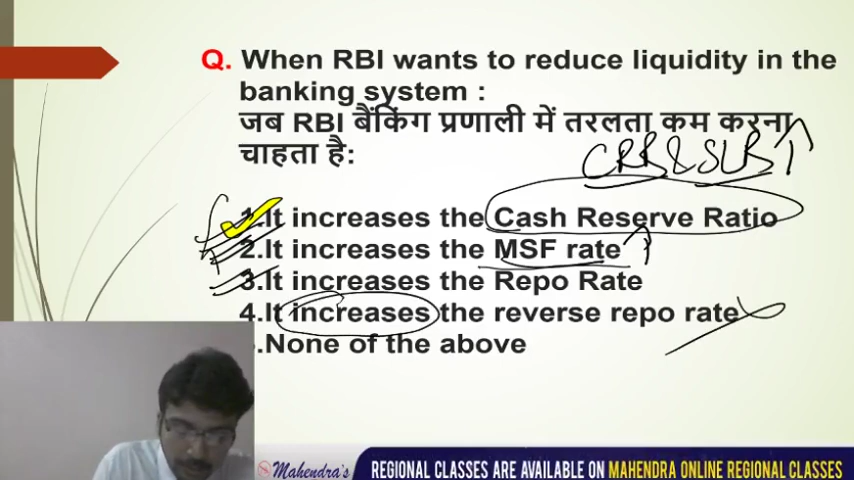 Q. When RBI wants to reduce liquidity in the
banking system :
जब RBI बैंकिंग प्रणाली में तरलता कम करना
चाहता है:
CRR & SLR ↑
1.It increases the Cash Reserve Ratio
2.It increases the MSF rate
3.It increases the Repo Rate
4.It increases the reverse repo rate
.None of the above
Mahendra's
REGIONAL CLASSES ARE AVAILABLE ON MAHENDRA ONLINE REGIONAL CLASSES